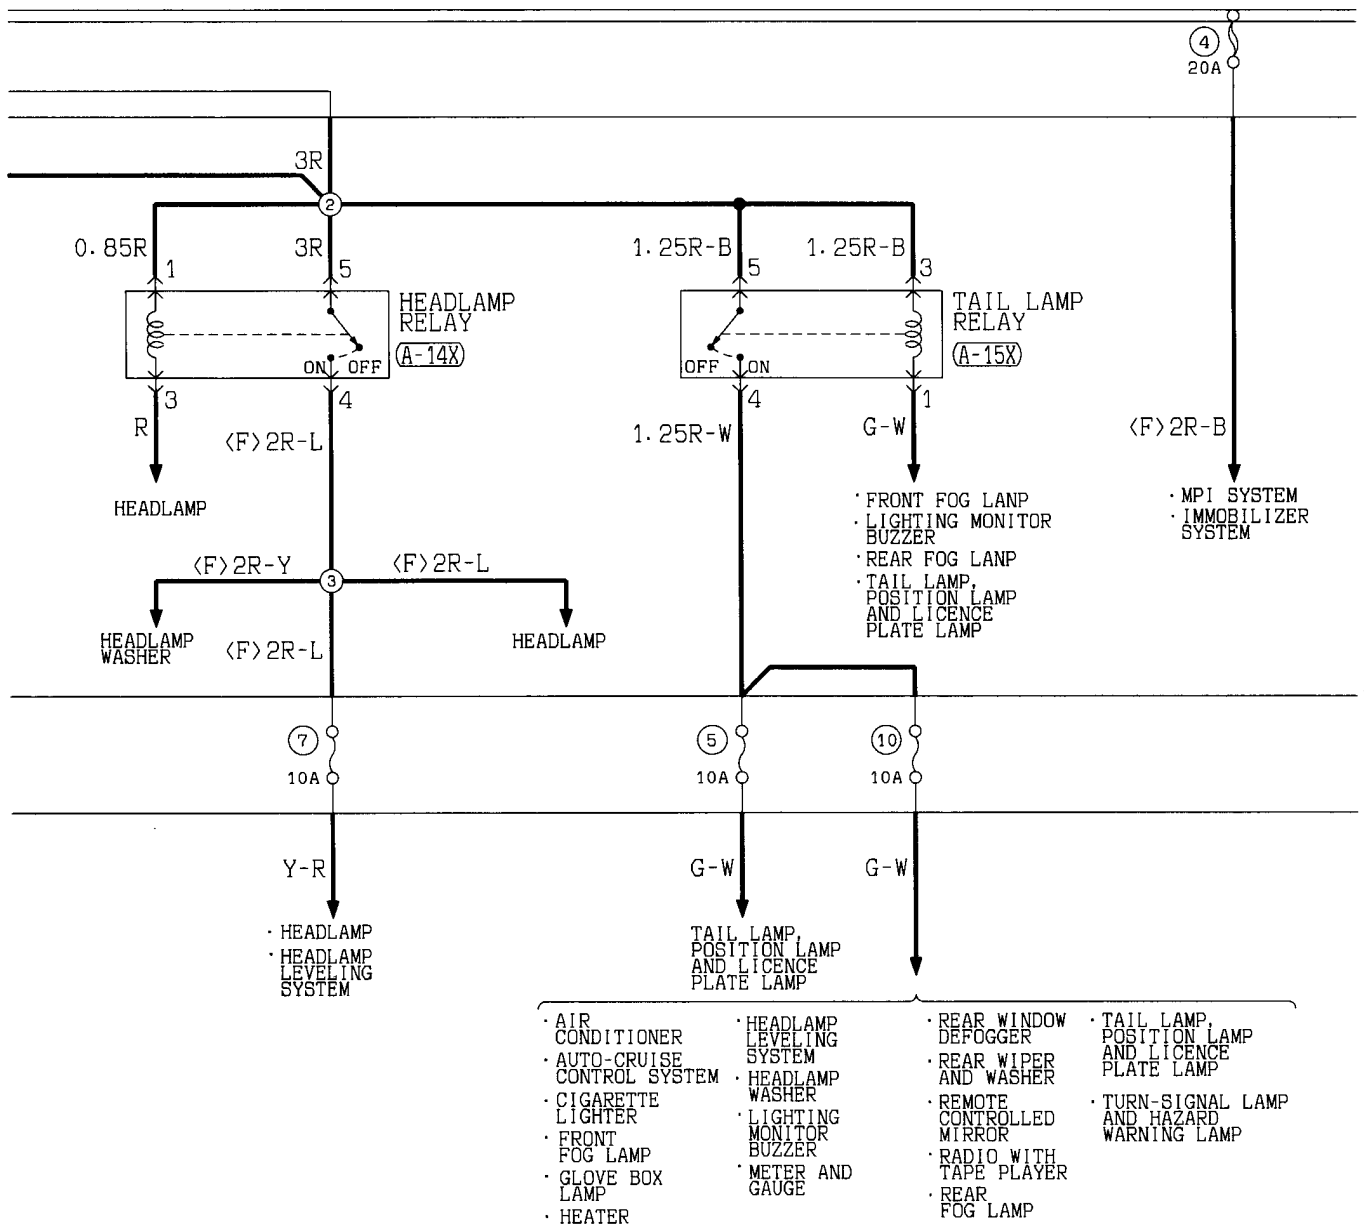 4
20A
3R
2
0.85R
3R
1.25R-B
1.25R-B
1
5
5
3
HEADLAMP
RELAY
A-14X
ON OFF
TAIL LAMP
RELAY
A-15X
OFF ON
3
4
4
1
R
<F>2R-L
1.25R-W
G-W
<F>2R-B
HEADLAMP
· FRONT FOG LANP
· LIGHTING MONITOR
BUZZER
· REAR FOG LANP
· TAIL LAMP,
POSITION LAMP
AND LICENCE
PLATE LAMP
· MPI SYSTEM
· IMMOBILIZER
SYSTEM
<F>2R-Y
3
<F>2R-L
HEADLAMP
WASHER
<F>2R-L
HEADLAMP
7
10A
5
10A
10
10A
Y-R
G-W
G-W
· HEADLAMP
· HEADLAMP
LEVELING
SYSTEM
TAIL LAMP,
POSITION LAMP
AND LICENCE
PLATE LAMP
· AIR
CONDITIONER
· AUTO-CRUISE
CONTROL SYSTEM
· CIGARETTE
LIGHTER
· FRONT
FOG LAMP
· GLOVE BOX
LAMP
· HEATER
· HEADLAMP
LEVELING
SYSTEM
· HEADLAMP
WASHER
· LIGHTING
MONITOR
BUZZER
· METER AND
GAUGE
· REAR WINDOW
DEFOGGER
· REAR WIPER
AND WASHER
· REMOTE
CONTROLLED
MIRROR
· RADIO WITH
TAPE PLAYER
· REAR
FOG LAMP
· TAIL LAMP,
POSITION LAMP
AND LICENCE
PLATE LAMP
· TURN-SIGNAL LAMP
AND HAZARD
WARNING LAMP